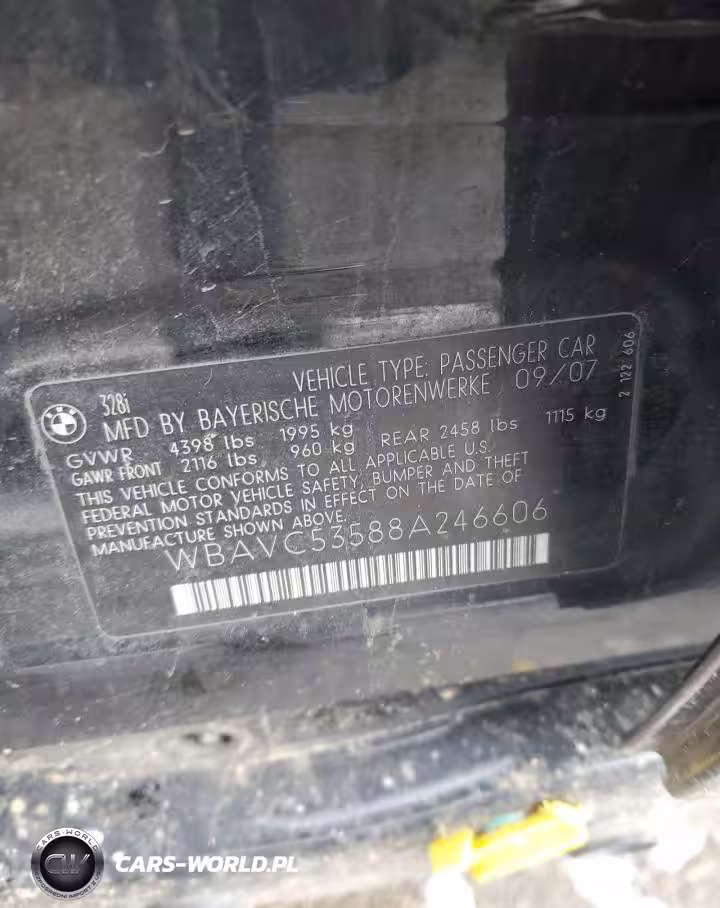 328i
VEHICLE TYPE: PASSENGER CAR
MFD BY BAYERISCHE MOTORENWERKE 09/07
GVWR 4398 lbs 1995 kg
GAWR FRONT 2116 lbs 960 kg REAR 2458 lbs 1115 kg
THIS VEHICLE CONFORMS TO ALL APPLICABLE U.S.
FEDERAL MOTOR VEHICLE SAFETY, BUMPER AND THEFT
PREVENTION STANDARDS IN EFFECT ON THE DATE OF
MANUFACTURE SHOWN ABOVE.
WBAVC53588A246606
2 122 606
CARS-WORLD
CW
CARS-WORLD.PL